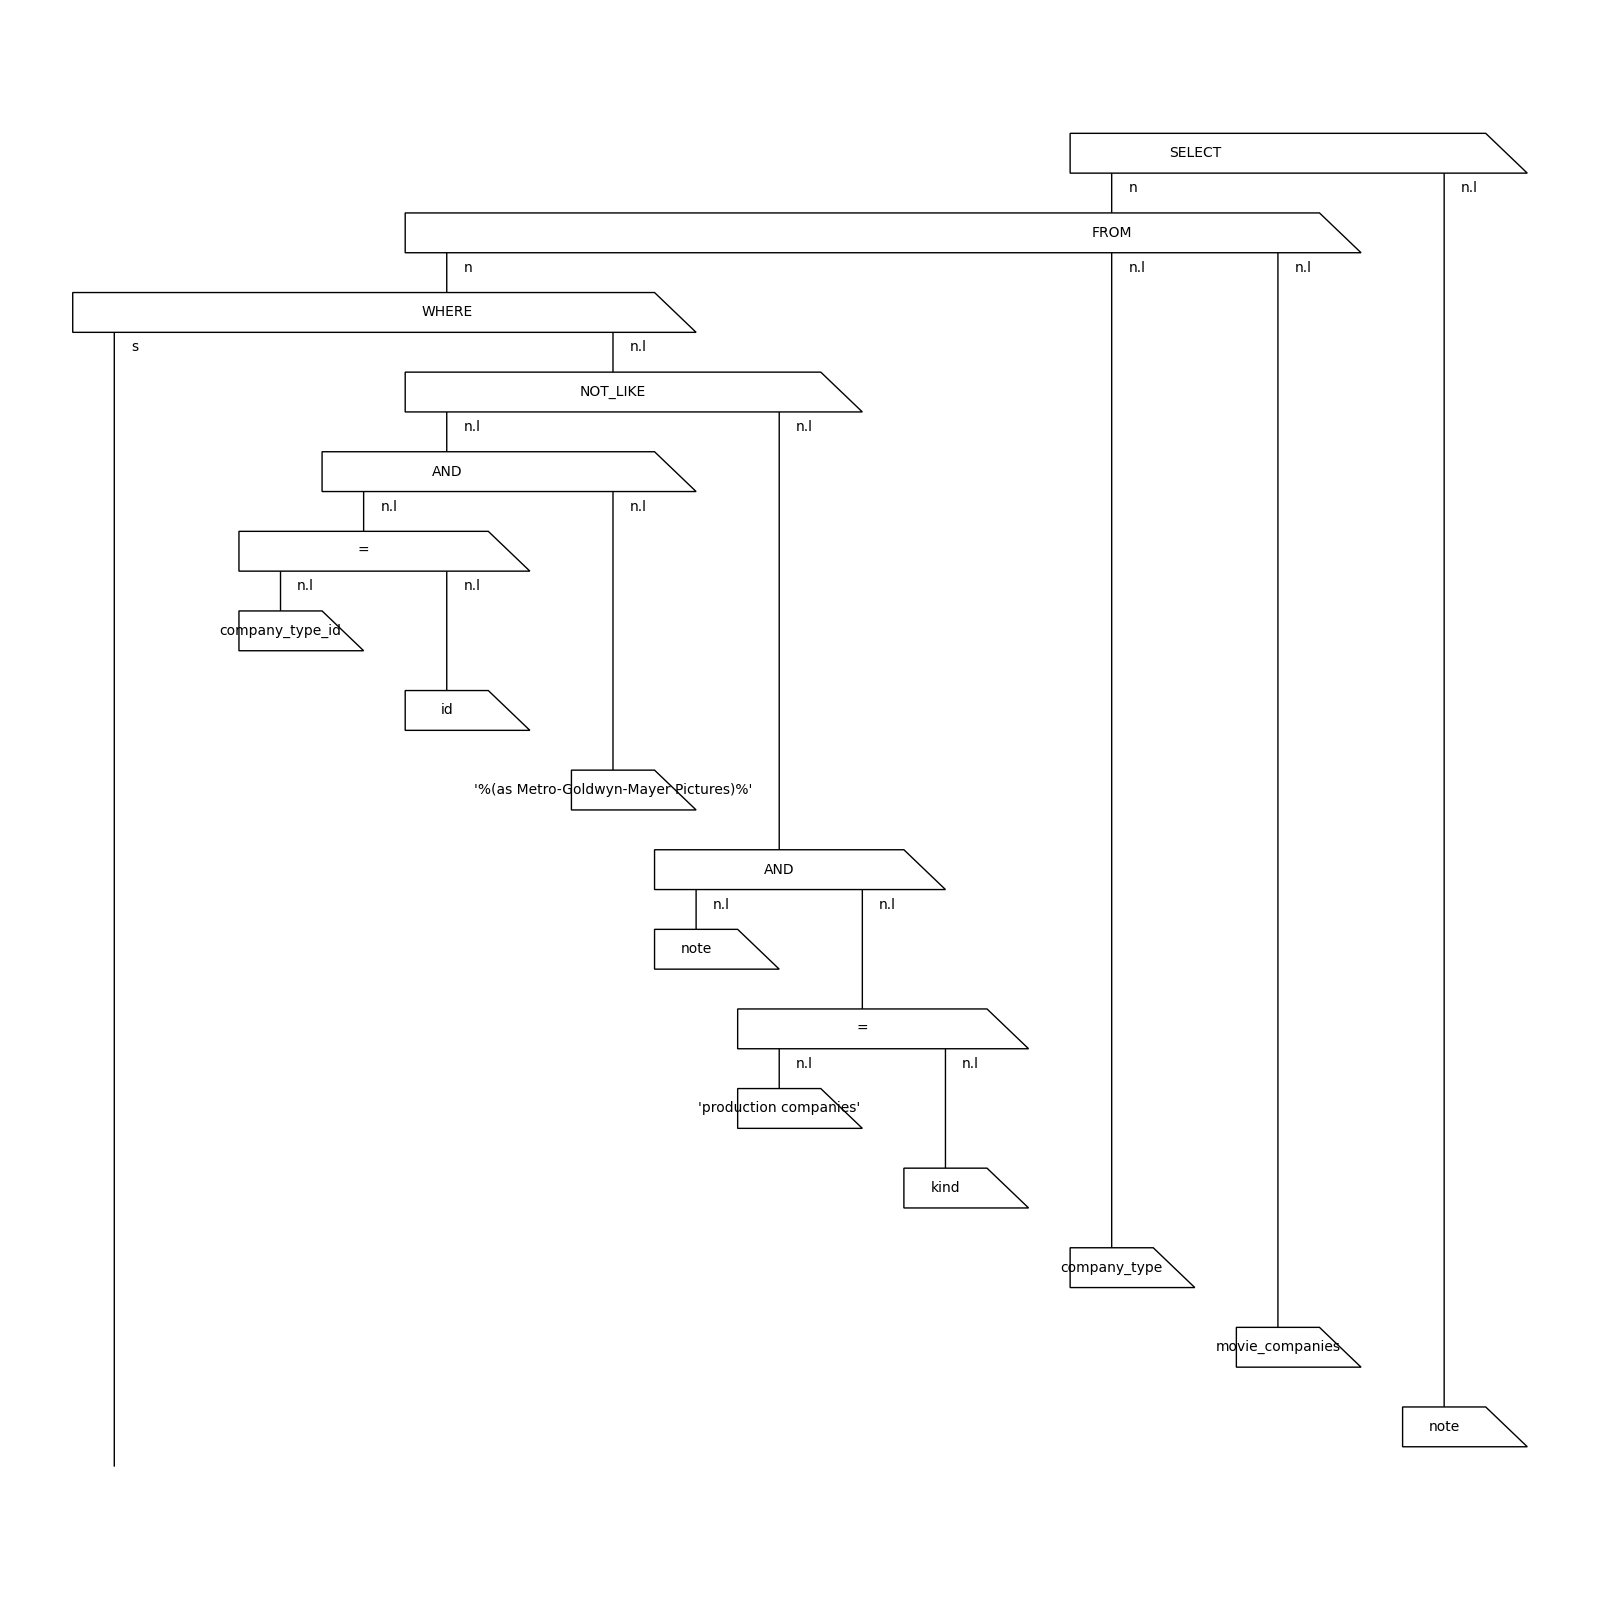 SELECT
n n.l
FROM
n n.l n.l
WHERE
s n.l
NOT_LIKE
n.l n.l
AND
n.l n.l
=
n.l n.l
company_type_id
id
'%(as Metro-Goldwyn-Mayer Pictures)%'
AND
n.l n.l
note
=
n.l n.l
'production companies'
kind
company_type
movie_companies
note